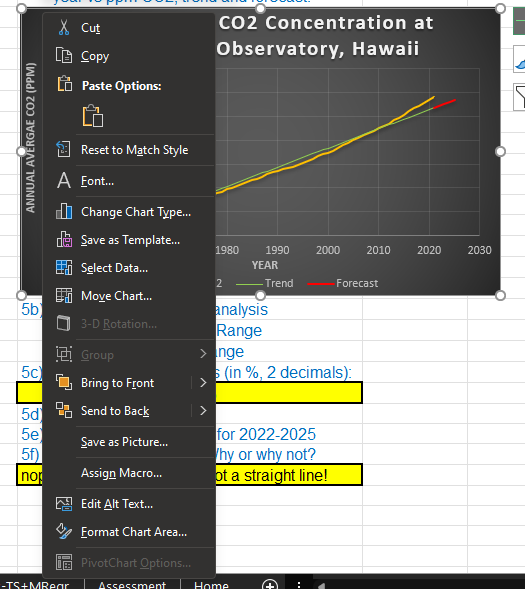 year vs ppm CO2, trend and forecast.
CO2 Concentration at
Observatory, Hawaii
ANNUAL AVERGAE CO2 (PPM)
1980 1990 2000 2010 2020 2030
YEAR
2 Trend Forecast
Cut
Copy
Paste Options:
Reset to Match Style
Font...
Change Chart Type...
Save as Template...
Select Data...
Move Chart...
3-D Rotation...
Group
Bring to Front
Send to Back
Save as Picture...
Assign Macro...
Edit Alt Text...
Format Chart Area...
PivotChart Options...
5b) analysis
Range
nge
5c) s (in %, 2 decimals):
5d)
5e) for 2022-2025
5f) Why or why not?
nop ot a straight line!
-TS+MRegr Assessment Home